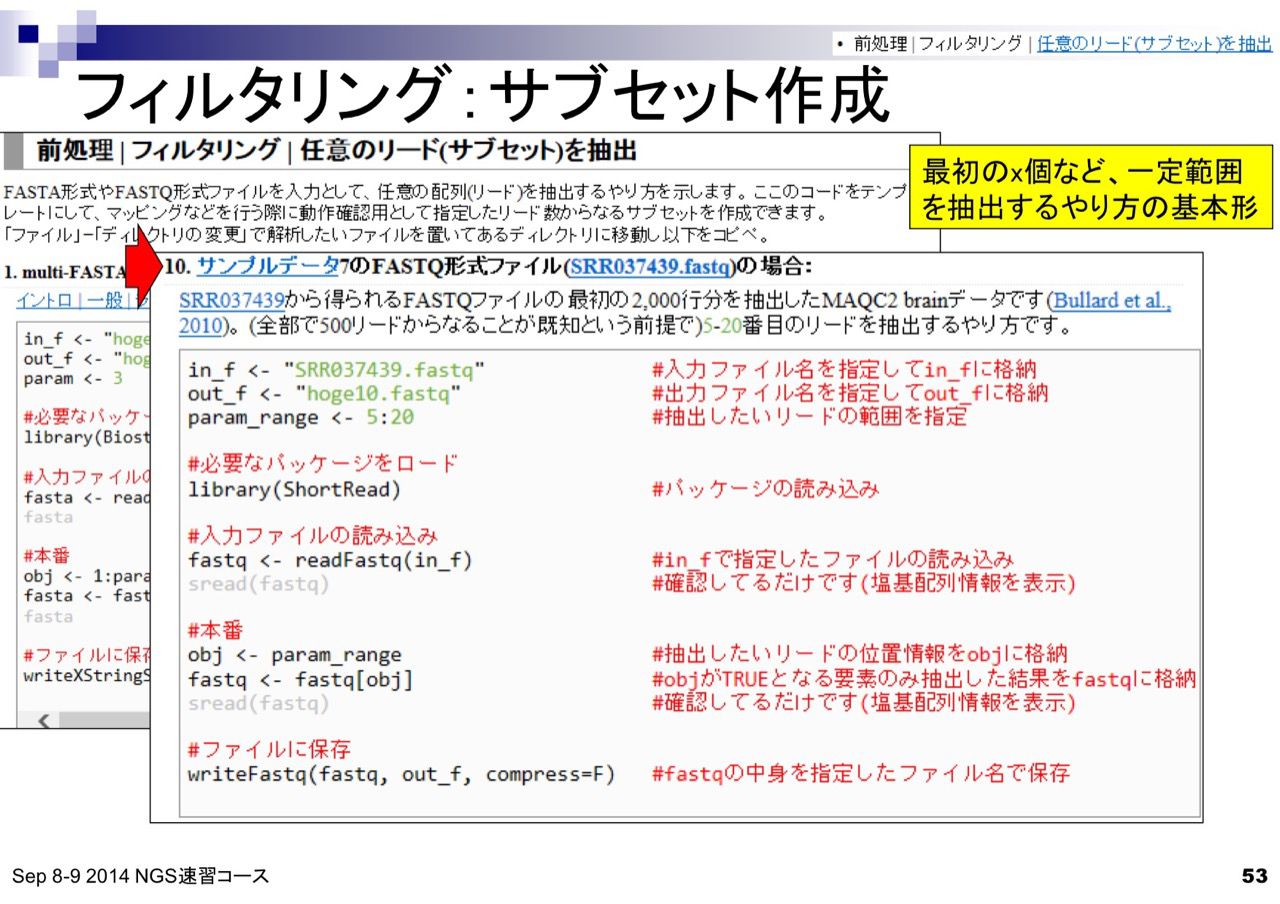 • 前処理 | フィルタリング | 任意のリード(サブセット)を抽出
フィルタリング：サブセット作成
前処理 | フィルタリング | 任意のリード(サブセット)を抽出
最初のx個など、一定範囲
を抽出するやり方の基本形
FASTA形式やFASTQ形式ファイルを入力として、任意の配列(リード)を抽出するやり方を示します。ここのコードをテンプ
レートにして、マッピングなどを行う際に動作確認用として指定したリード数からなるサブセットを作成できます。
「ファイル」−「ディレクトリの変更」で解析したいファイルを置いてあるディレクトリに移動し以下をコピペ。
1. multi-FASTA
イントロ | 一般 |
in_f <- "hoge
out_f <- "hog
param <- 3
#必要なパッケー
library(Biost
#入力ファイルの
fasta <- read
fasta
#本番
obj <- 1:para
fasta <- fast
fasta
#ファイルに保存
writeXStringS
10. サンプルデータ7のFASTQ形式ファイル(SRR037439.fastq)の場合:
SRR037439から得られるFASTQファイルの最初の2,000行分を抽出したMAQC2 brainデータです(Bullard et al.,
2010)。(全部で500リードからなることが既知という前提で)5-20番目のリードを抽出するやり方です。
in_f <- "SRR037439.fastq" #入力ファイル名を指定してin_fに格納
out_f <- "hoge10.fastq" #出力ファイル名を指定してout_fに格納
param_range <- 5:20 #抽出したいリードの範囲を指定
#必要なパッケージをロード
library(ShortRead) #パッケージの読み込み
#入力ファイルの読み込み
fastq <- readFastq(in_f) #in_fで指定したファイルの読み込み
sread(fastq) #確認してるだけです(塩基配列情報を表示)
#本番
obj <- param_range #抽出したいリードの位置情報をobjに格納
fastq <- fastq[obj] #objがTRUEとなる要素のみ抽出した結果をfastqに格納
sread(fastq) #確認してるだけです(塩基配列情報を表示)
#ファイルに保存
writeFastq(fastq, out_f, compress=F) #fastqの中身を指定したファイル名で保存
Sep 8-9 2014 NGS速習コース
53